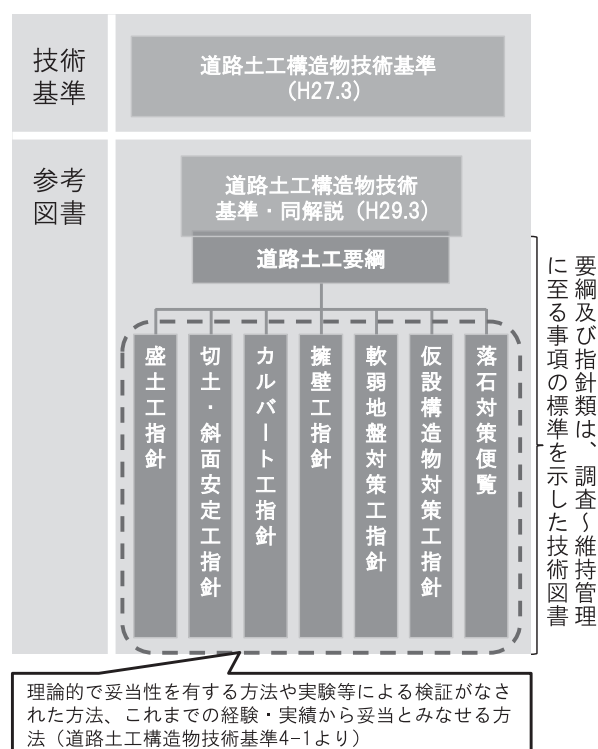 技術
基準
道路土工構造物技術基準
（H27.3）
参考
図書
道路土工構造物技術
基準・同解説（H29.3）
道路土工要綱
盛土工指針
切土・斜面安定工指針
カルバート工指針
擁壁工指針
軟弱地盤対策工指針
仮設構造物対策工指針
落石対策便覧
要綱及び指針類は、調査～維持管理
に至る事項の標準を示した技術図書
理論的で妥当性を有する方法や実験等による検証がなさ
れた方法、これまでの経験・実績から妥当とみなせる方
法（道路土工構造物技術基準4-1より）